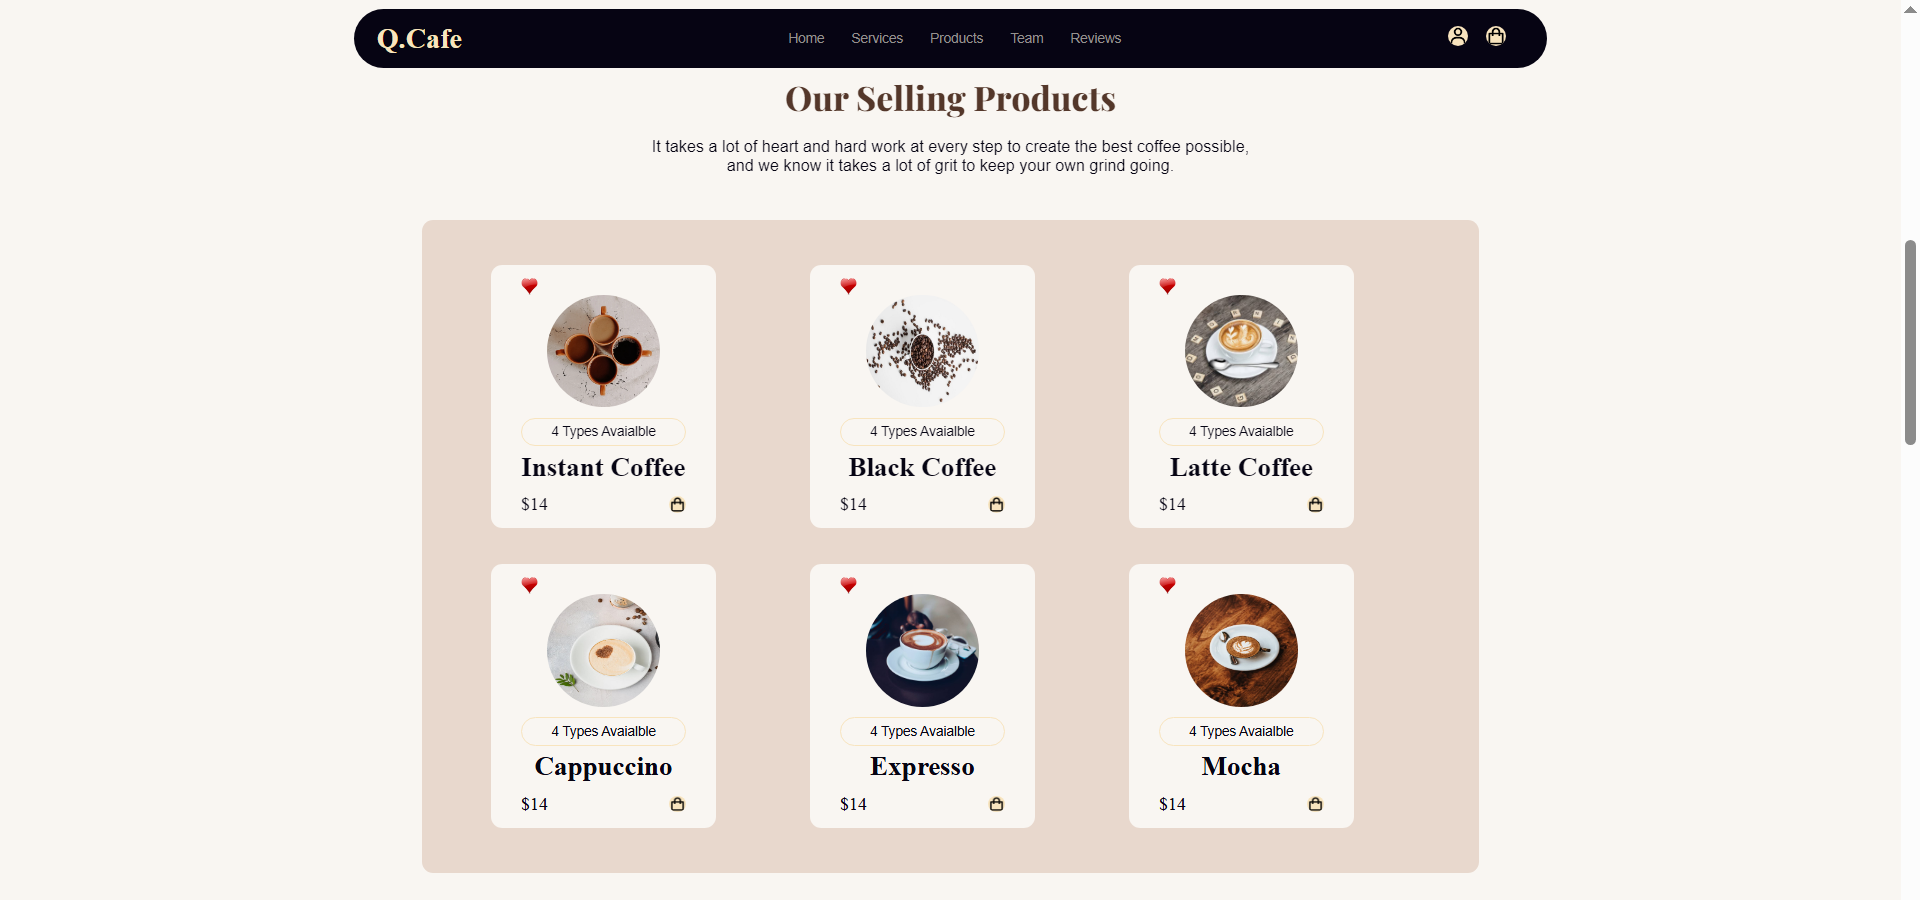 Q.Cafe
Home Services Products Team Reviews
Our Selling Products
It takes a lot of heart and hard work at every step to create the best coffee possible,
and we know it takes a lot of grit to keep your own grind going.
4 Types Avaialble
Instant Coffee
$14
4 Types Avaialble
Black Coffee
$14
4 Types Avaialble
Latte Coffee
$14
4 Types Avaialble
Cappuccino
$14
4 Types Avaialble
Expresso
$14
4 Types Avaialble
Mocha
$14